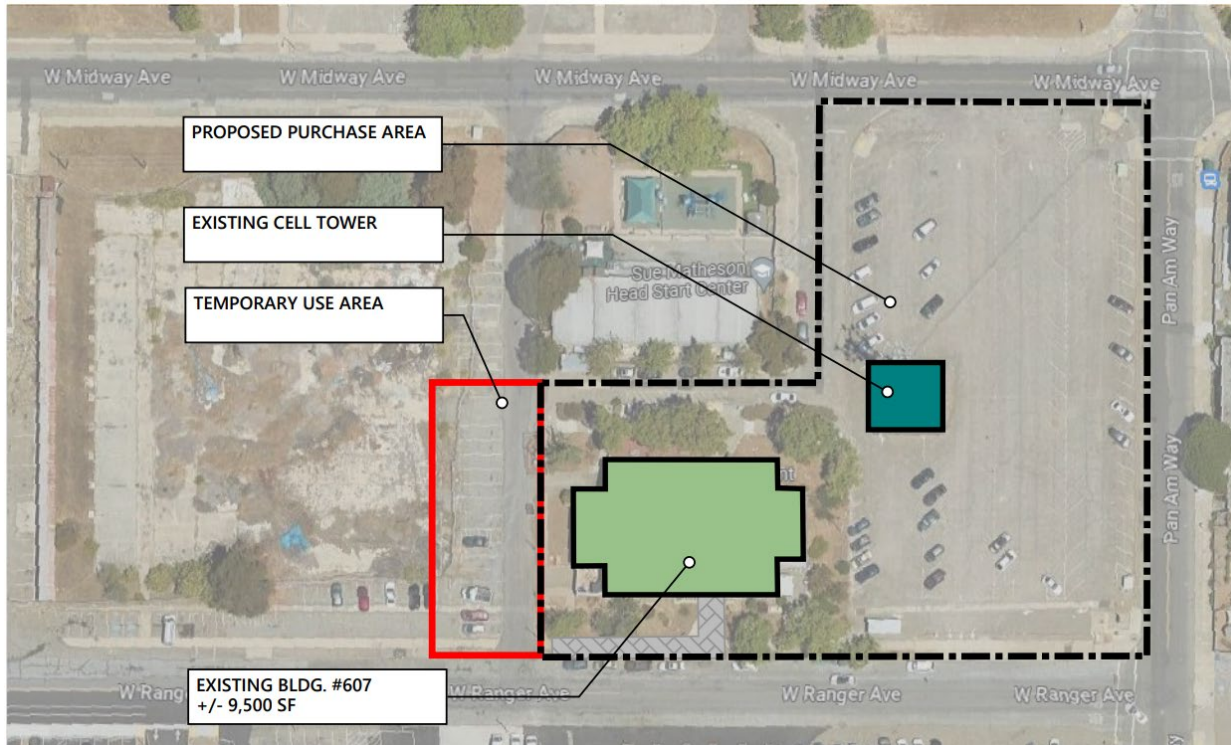 W Midway Ave
W Midway Ave
W Midway Ave
W Midway Ave
W Midway Ave
PROPOSED PURCHASE AREA
EXISTING CELL TOWER
TEMPORARY USE AREA
Sue Matheson
Head Start Center
Pan Am Way
Pan Am Way
EXISTING BLDG. #607
+/- 9,500 SF
W Ranger
W Ranger Ave
W Ranger Ave
W Ranger Ave
Way